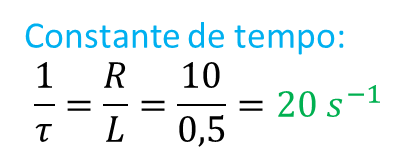 Constante de tempo:
1/τ = R/L = 10/0,5 = 20 s⁻¹